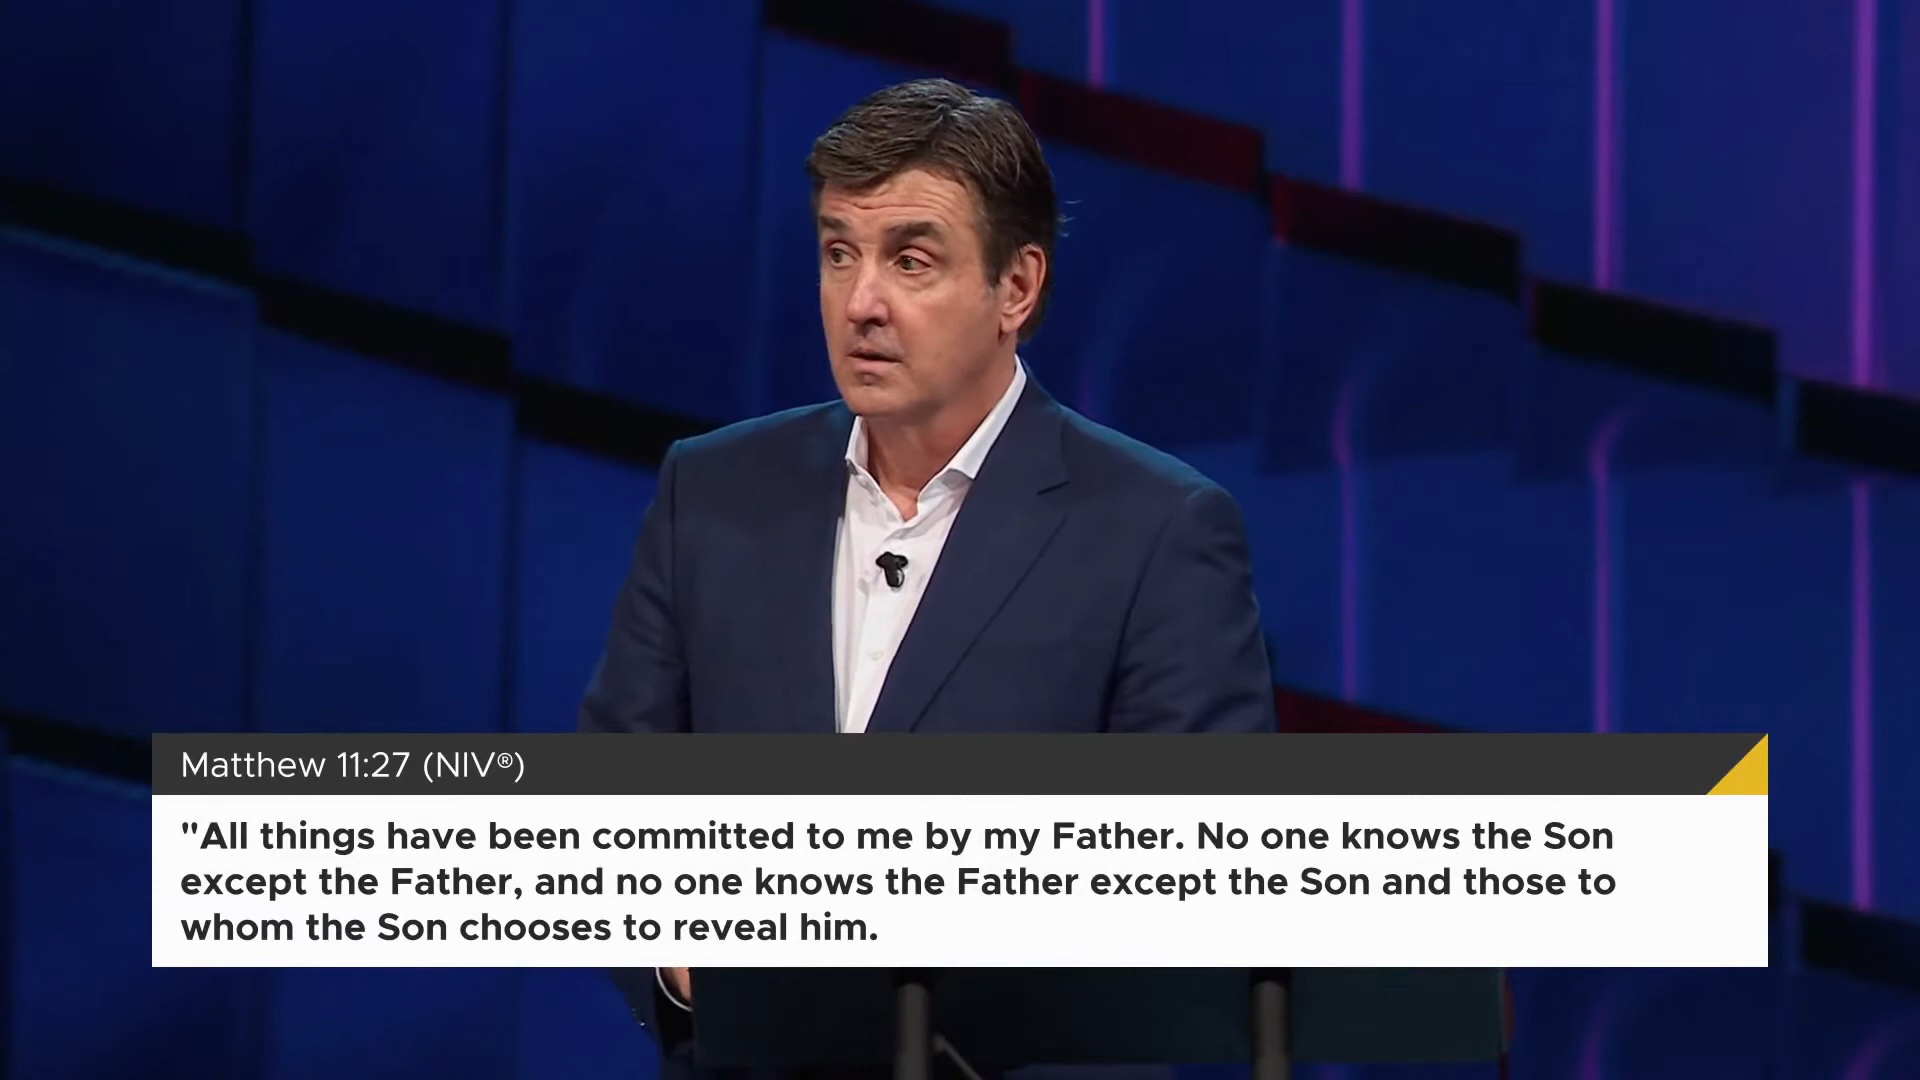 Matthew 11:27 (NIV®)
"All things have been committed to me by my Father. No one knows the Son
except the Father, and no one knows the Father except the Son and those to
whom the Son chooses to reveal him.